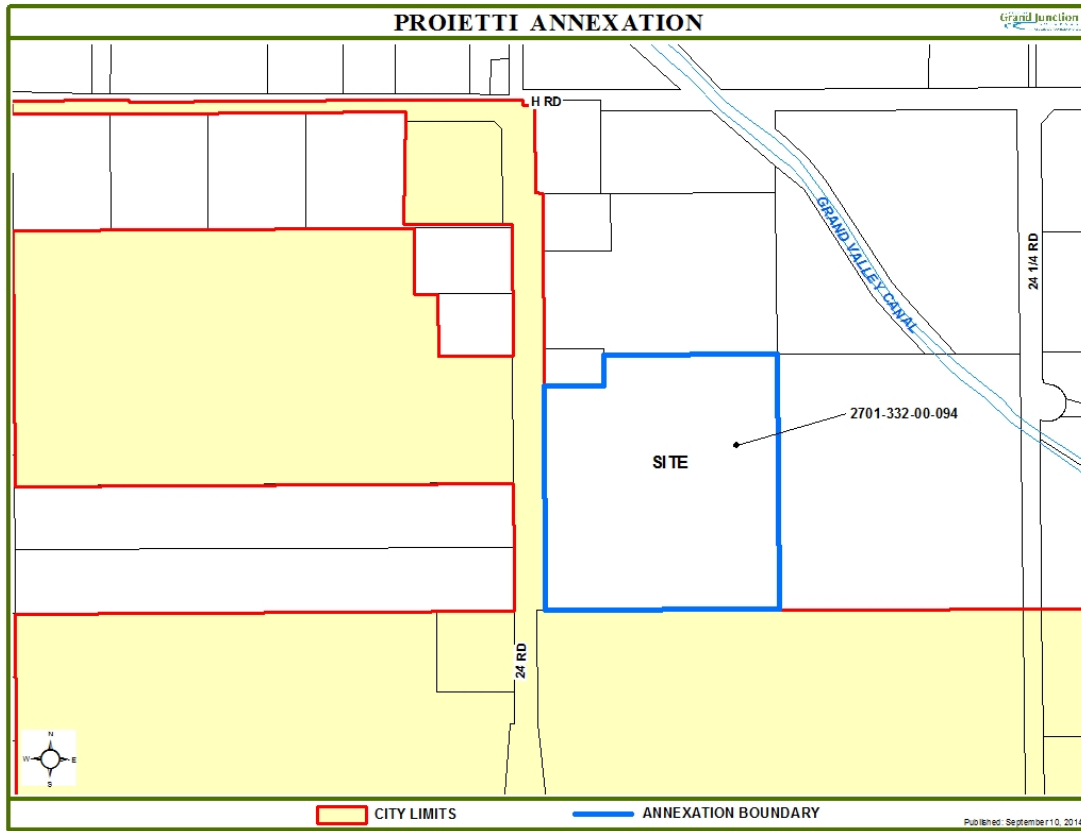 PROIETTI ANNEXATION
Grand Junction
H RD
GRAND VALLEY CANAL
24 1/4 RD
2701-332-00-094
SITE
24 RD
N
W
E
S
CITY LIMITS
ANNEXATION BOUNDARY
Published: September 10, 2014